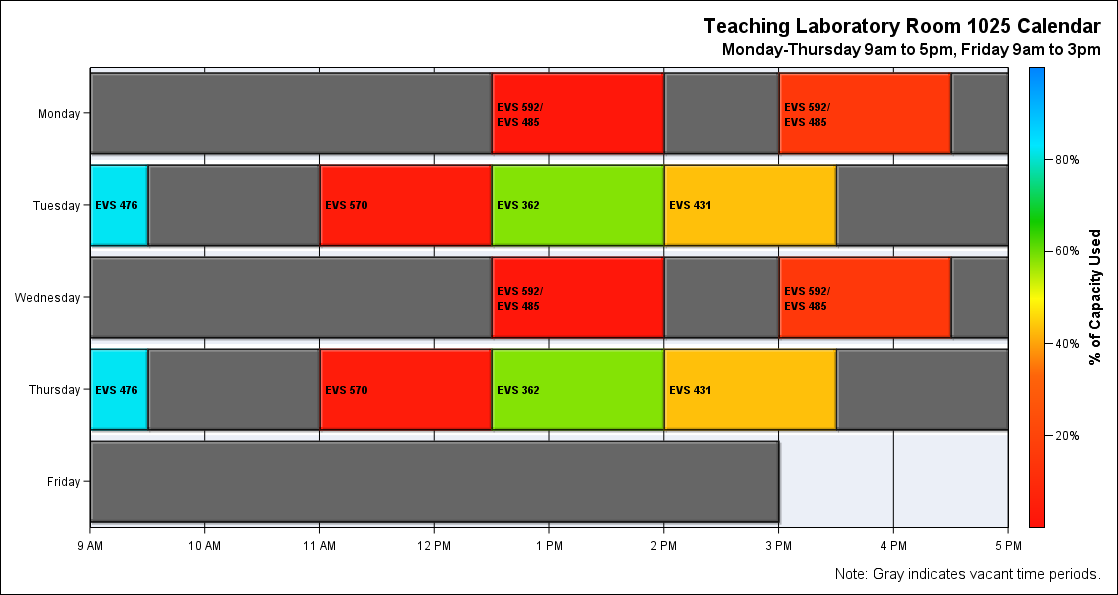 Teaching Laboratory Room 1025 Calendar
Monday-Thursday 9am to 5pm, Friday 9am to 3pm
Monday
EVS 592/
EVS 485
EVS 592/
EVS 485
Tuesday
EVS 476
EVS 570
EVS 362
EVS 431
Wednesday
EVS 592/
EVS 485
EVS 592/
EVS 485
Thursday
EVS 476
EVS 570
EVS 362
EVS 431
Friday
9 AM
10 AM
11 AM
12 PM
1 PM
2 PM
3 PM
4 PM
5 PM
80%
60%
40%
20%
% of Capacity Used
Note: Gray indicates vacant time periods.